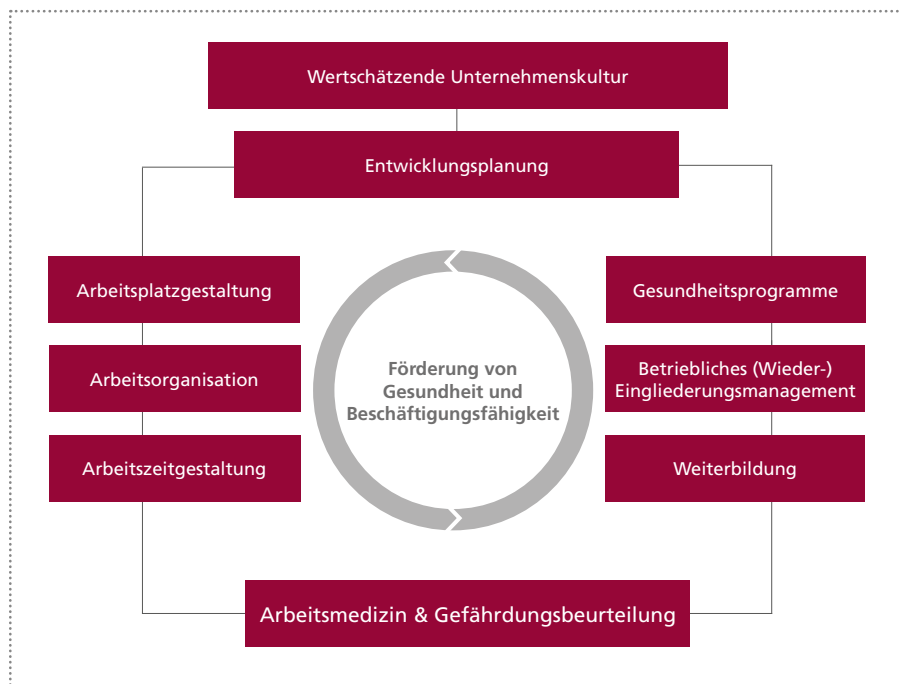 Wertschätzende Unternehmenskultur
Entwicklungsplanung
Arbeitsplatzgestaltung
Arbeitsorganisation
Arbeitszeitgestaltung
Förderung von
Gesundheit und
Beschäftigungsfähigkeit
Gesundheitsprogramme
Betriebliches (Wieder-)
Eingliederungsmanagement
Weiterbildung
Arbeitsmedizin & Gefährdungsbeurteilung